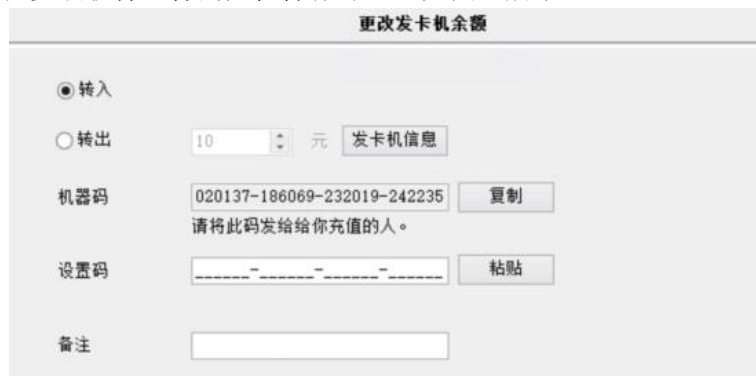 更改发卡机余额
转入
转出 10 元 发卡机信息
机器码 020137-186069-232019-242235 复制
请将此码发给给你充值的人。
设置码 ______-______-______-______ 粘贴
备注